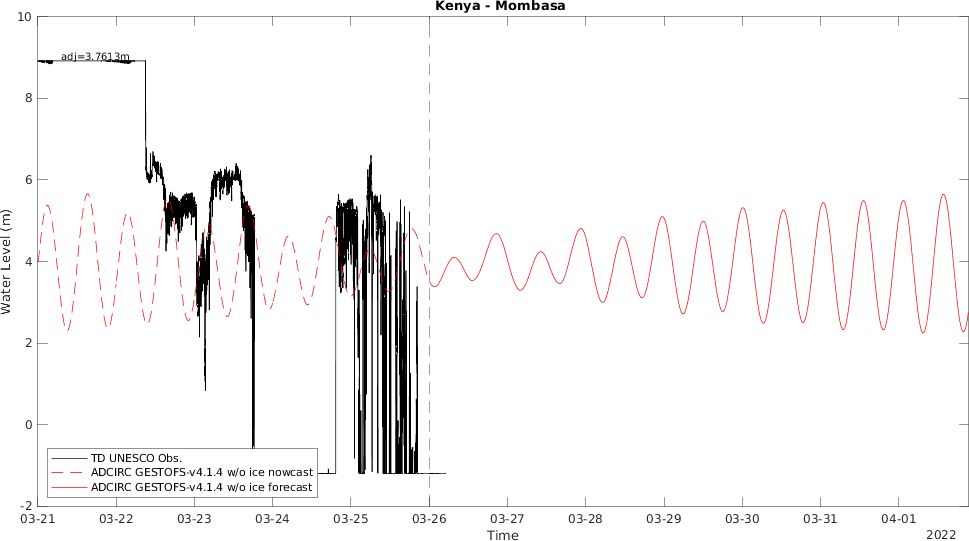 Kenya - Mombasa
10
8
6
4
2
0
-2
Water Level (m)
adj=3.7613m
TD UNESCO Obs.
ADCIRC GESTOFS-v4.1.4 w/o ice nowcast
ADCIRC GESTOFS-v4.1.4 w/o ice forecast
03-21 03-22 03-23 03-24 03-25 03-26 03-27 03-28 03-29 03-30 03-31 04-01
Time
2022